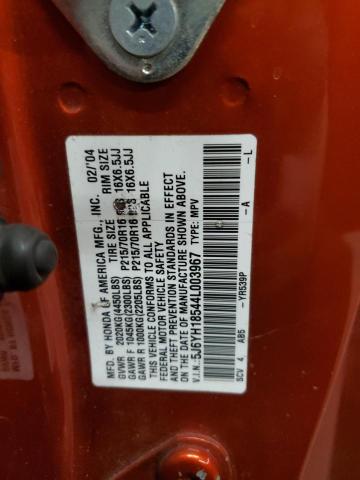 MFD. BY HONDA OF AMERICA MFG., INC. 02/'04
TIRE SIZE RIM SIZE
GVWR 2020KG(4450LBS)
GAWR F 1045KG(2300LBS) P215/70R16 16X6.5JJ
GAWR R 1000KG(2205LBS) P215/70R16 16X6.5JJ
THIS VEHICLE CONFORMS TO ALL APPLICABLE
FEDERAL MOTOR VEHICLE SAFETY
AND THEFT PREVENTION STANDARDS IN EFFECT
ON THE DATE OF MANUFACTURE SHOWN ABOVE.
V.I.N. 5J6YH18544L003967 TYPE: MPV
SCV 4 AB5 -YR539P -A -L